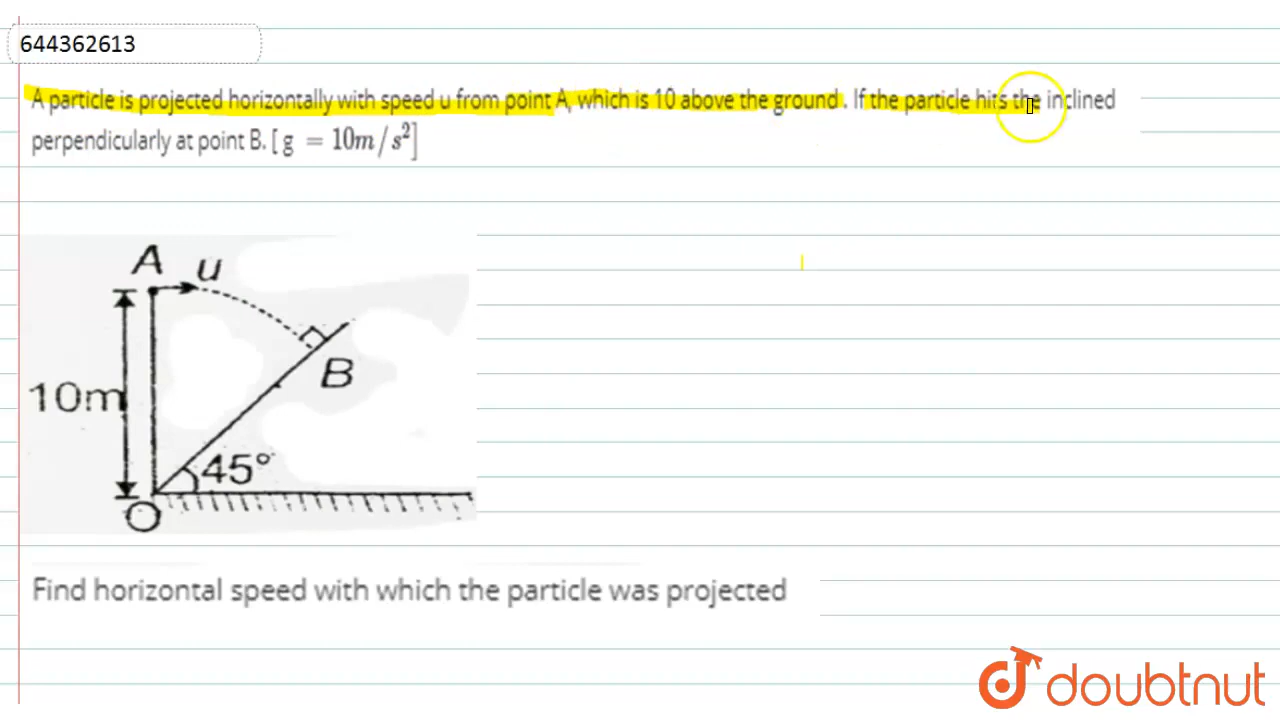 644362613
A particle is projected horizontally with speed u from point A, which is 10 above the ground . If the particle hits the inclined
perpendicularly at point B. [ g = 10m/s²]
A u
10m
B
45°
O
Find horizontal speed with which the particle was projected
doubtnut